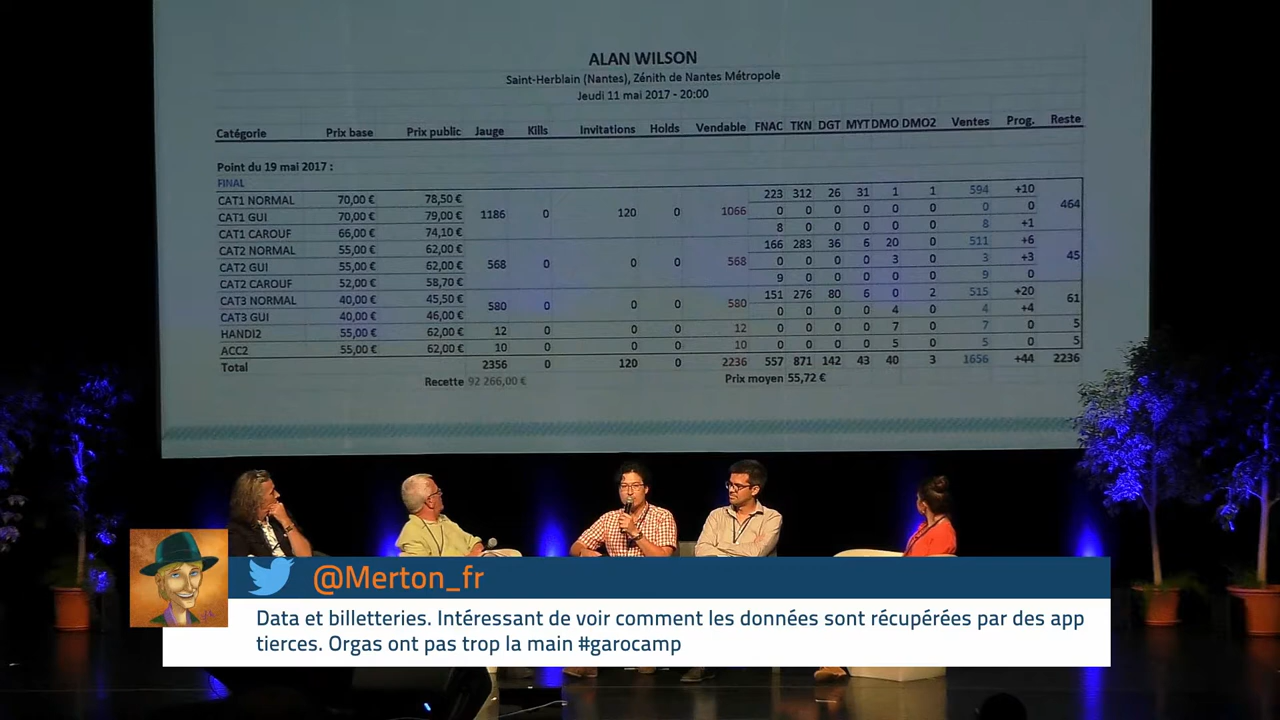 ALAN WILSON
Saint-Herblain (Nantes), Zénith de Nantes Métropole
Jeudi 11 mai 2017 - 20:00
Catégorie Prix base Prix public Jauge Kills Invitations Holds Vendable FNAC TKN DGT MYT DMO DMO2 Ventes Prog. Reste
Point du 19 mai 2017 :
FINAL
CAT1 NORMAL 70,00 € 78,50 € 223 312 26 31 1 1 594 +10
CAT1 GUI 70,00 € 79,00 € 1186 0 120 0 1066 0 0 0 0 0 0 0 0 464
CAT1 CAROUF 66,00 € 74,10 € 8 0 0 0 0 0 8 +1
CAT2 NORMAL 55,00 € 62,00 € 166 283 36 6 20 0 511 +6
CAT2 GUI 55,00 € 62,00 € 568 0 0 0 568 0 0 0 0 3 0 3 +3 45
CAT2 CAROUF 52,00 € 58,70 € 9 0 0 0 0 0 9 0
CAT3 NORMAL 40,00 € 45,50 € 580 0 0 0 580 151 276 80 6 0 2 515 +20 61
CAT3 GUI 40,00 € 46,00 € 0 0 0 0 4 0 4 +4
HANDI2 55,00 € 62,00 € 12 0 0 0 12 0 0 0 0 7 0 7 0 5
ACC2 55,00 € 62,00 € 10 0 0 0 10 0 0 0 0 5 0 5 0 5
Total 2356 0 120 0 2236 557 871 142 43 40 3 1656 +44 2236
Recette 92 266,00 € Prix moyen 55,72 €
@Merton_fr
Data et billetteries. Intéressant de voir comment les données sont récupérées par des app
tierces. Orgas ont pas trop la main #garocamp